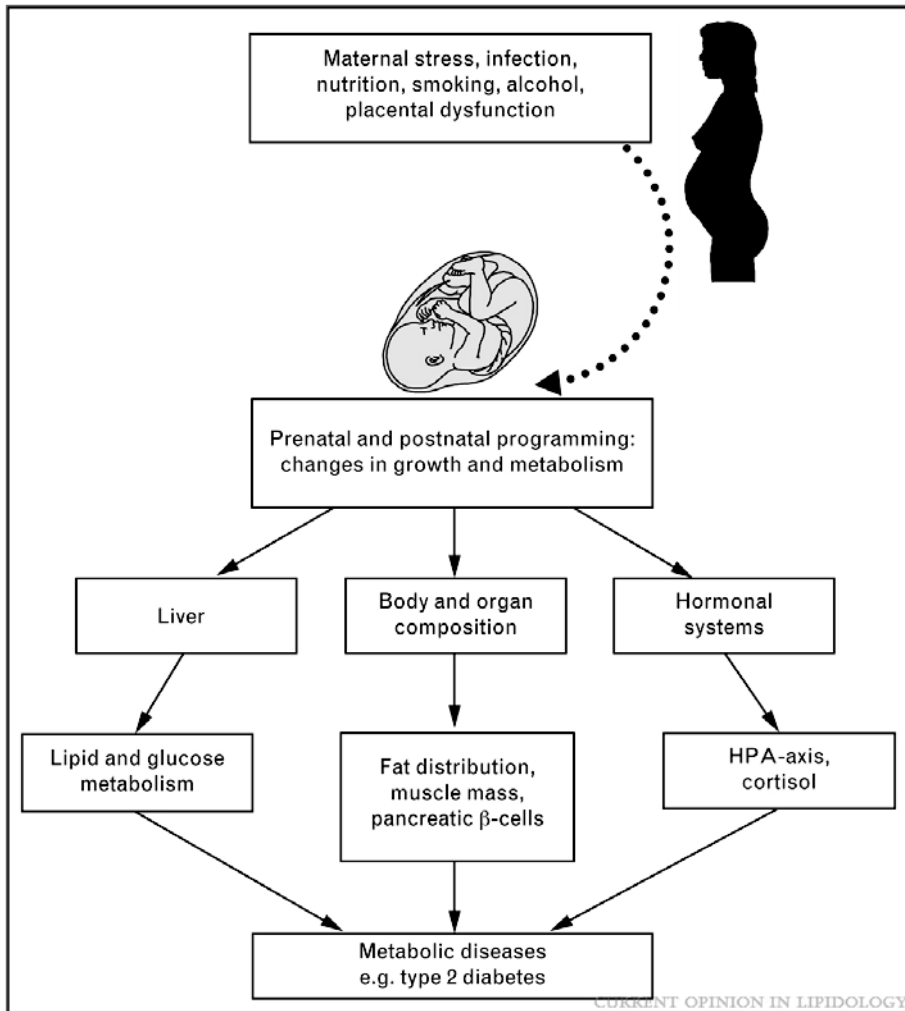 Maternal stress, infection,
nutrition, smoking, alcohol,
placental dysfunction
Prenatal and postnatal programming:
changes in growth and metabolism
Liver
Body and organ
composition
Hormonal
systems
Lipid and glucose
metabolism
Fat distribution,
muscle mass,
pancreatic β-cells
HPA-axis,
cortisol
Metabolic diseases
e.g. type 2 diabetes
CURRENT OPINION IN LIPIDOLOGY